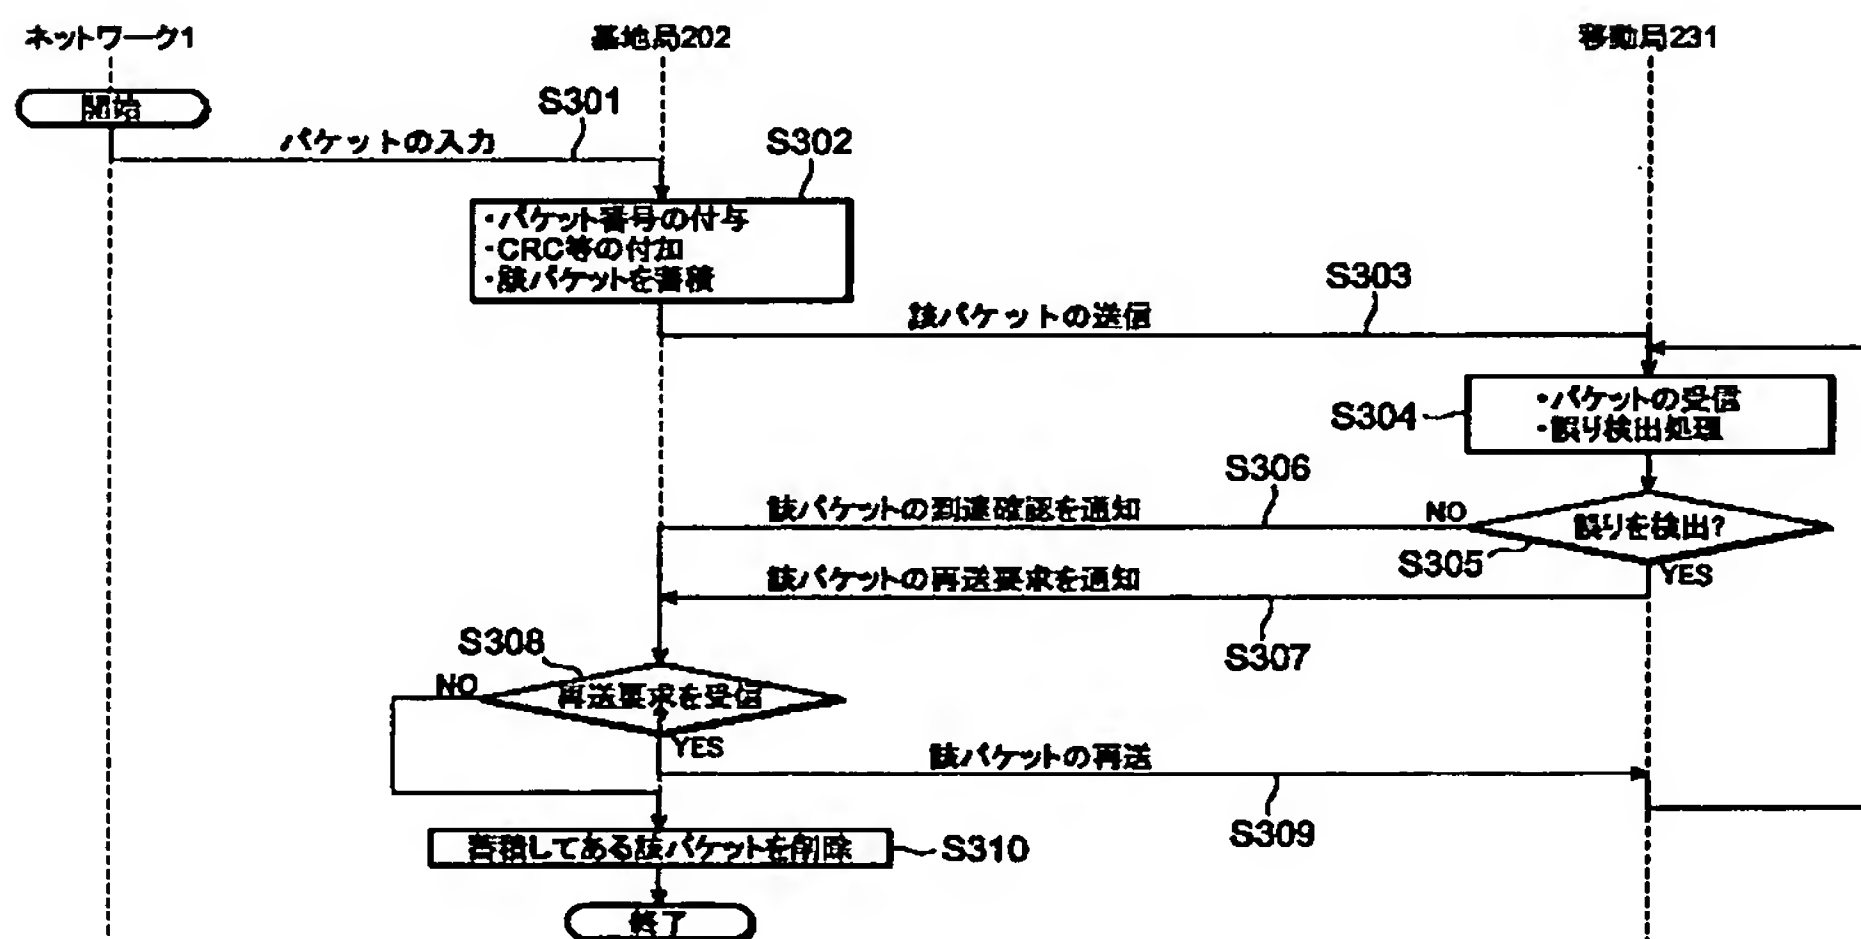 ネットワーク1
基地局202
移動局231
開始
S301
パケットの入力
S302
・パケット番号の付与
・CRC等の付加
・該パケットを蓄積
S303
該パケットの送信
S304
・パケットの受信
・誤り検出処理
S306
該パケットの到達確認を通知
NO
誤りを検出?
S305
YES
該パケットの再送要求を通知
S307
S308
NO
再送要求を受信
YES
該パケットの再送
S309
蓄積してある該パケットを削除
S310
終了